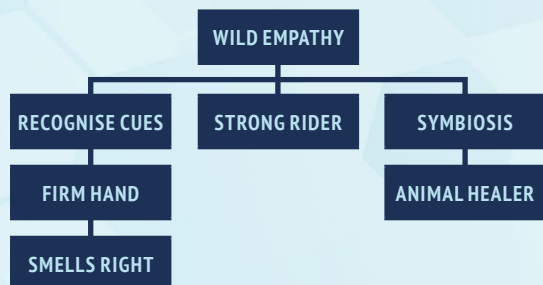 WILD EMPATHY
RECOGNISE CUES
STRONG RIDER
SYMBIOSIS
FIRM HAND
ANIMAL HEALER
SMELLS RIGHT